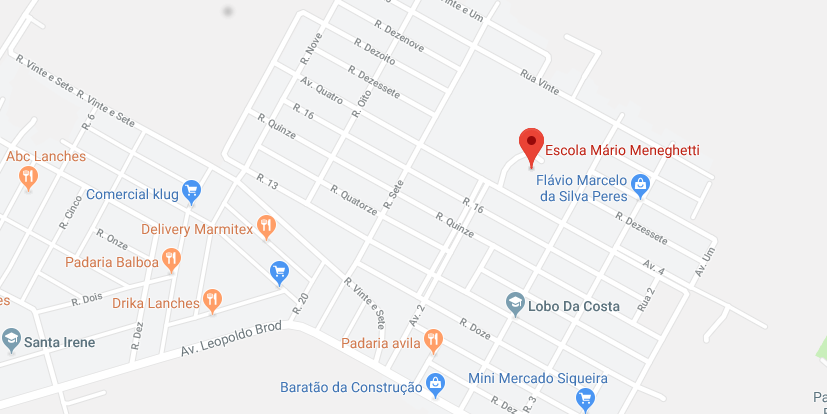 R. Vinte e Um
R. Dezenove
R. Nove
R. Dezoito
Rua Vinte
R. Vinte e Sete
R. Vinte e Sete
R. Dezessete
Av. Quatro
R. Oito
R. 16
R. 6
R. Quinze
Escola Mário Meneghetti
Abc Lanches
Flávio Marcelo
da Silva Peres
R. 13
Comercial klug
R. Sete
R. Quatorze
R. 16
R. Cinco
R. Quinze
R. Dezessete
Delivery Marmitex
R. Onze
Av. Um
Padaria Balboa
Av. 4
R. Dois
Drika Lanches
R. 20
R. Vinte e Sete
Lobo Da Costa
Rua 2
Av. 2
R. Dez
R. Doze
Santa Irene
Av. Leopoldo Brod
Padaria avila
Baratão da Construção
Mini Mercado Siqueira
R. Dez
R. 3